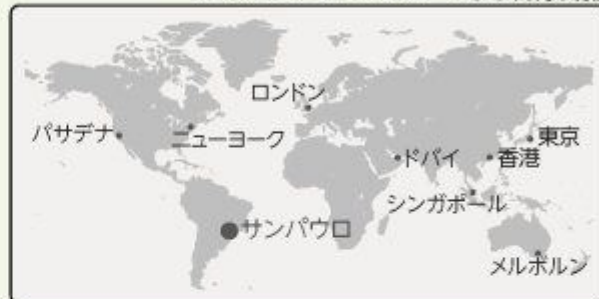 ロンドン
パサデナ
ニューヨーク
東京
ドバイ
香港
シンガポール
サンパウロ
メルボルン